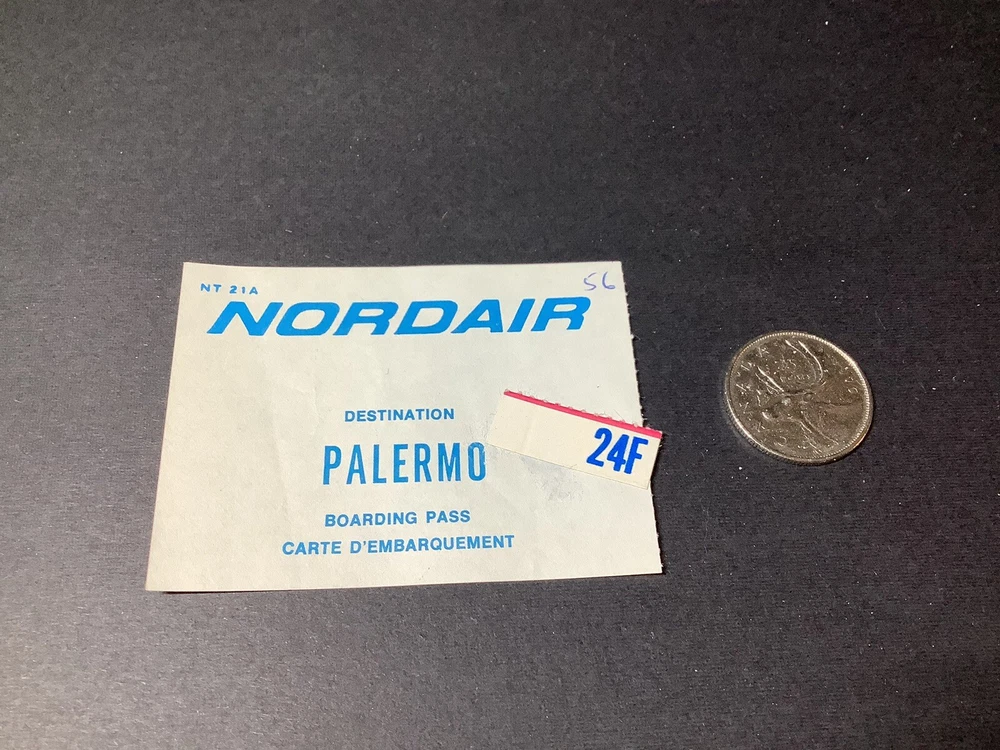 NT 21A
56
NORDAIR
DESTINATION
24F
PALERMO
BOARDING PASS
CARTE D'EMBARQUEMENT